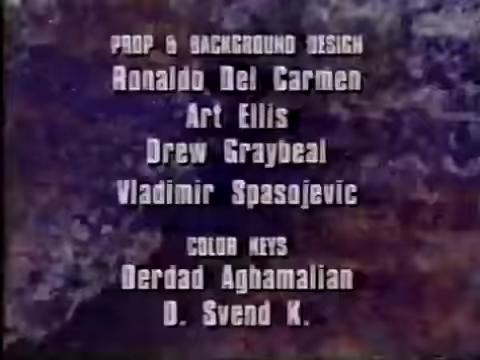 PROP & BACKGROUND DESIGN
Ronaldo Del Carmen
Art Ellis
Drew Graybeal
Vladimir Spasojevic
COLOR KEYS
Derdad Aghamalian
D. Svend K.